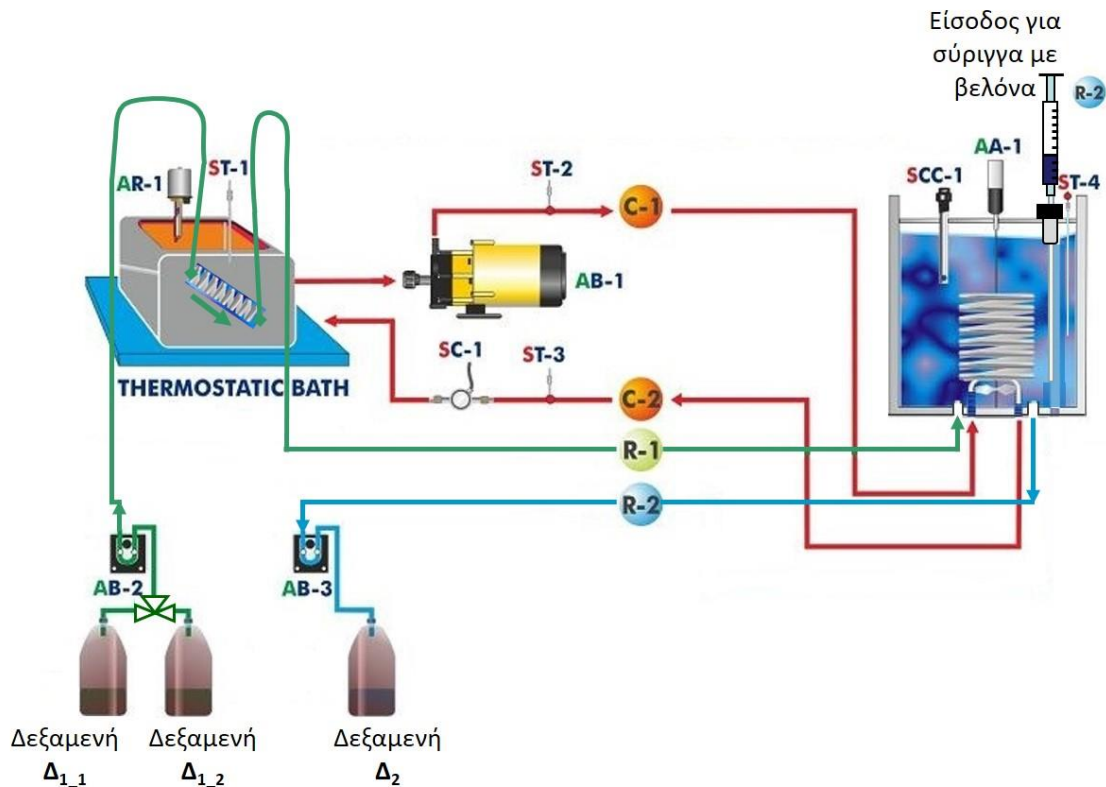 Είσοδος για
σύριγγα με
βελόνα
R-2
AA-1
SCC-1
ST-4
ST-1
AR-1
ST-2
C-1
AB-1
SC-1
ST-3
THERMOSTATIC BATH
C-2
R-1
R-2
AB-2
AB-3
Δεξαμενή
Δ1_1
Δεξαμενή
Δ1_2
Δεξαμενή
Δ2